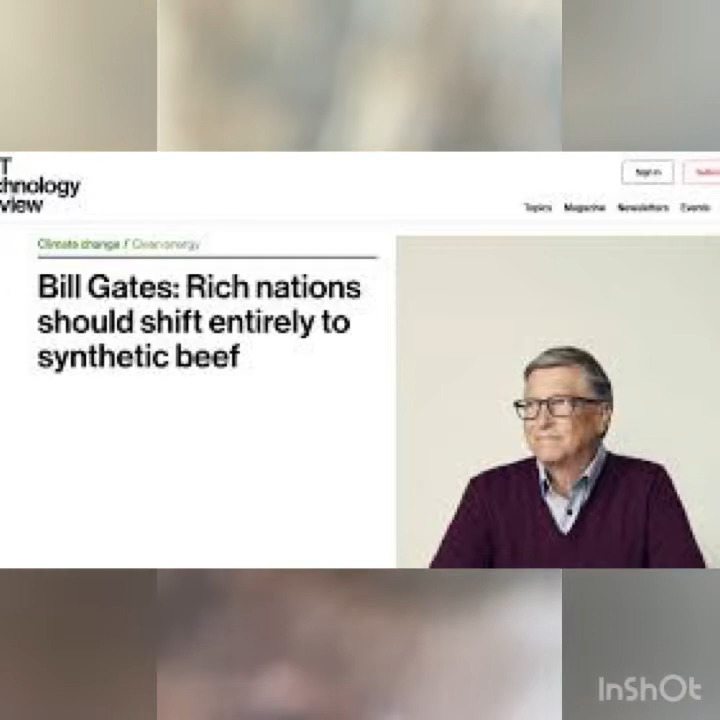 T
chnology
view
Sign in
Topics Magazine Newsletters Events
Climate change / Clean energy
Bill Gates: Rich nations
should shift entirely to
synthetic beef
InShOt